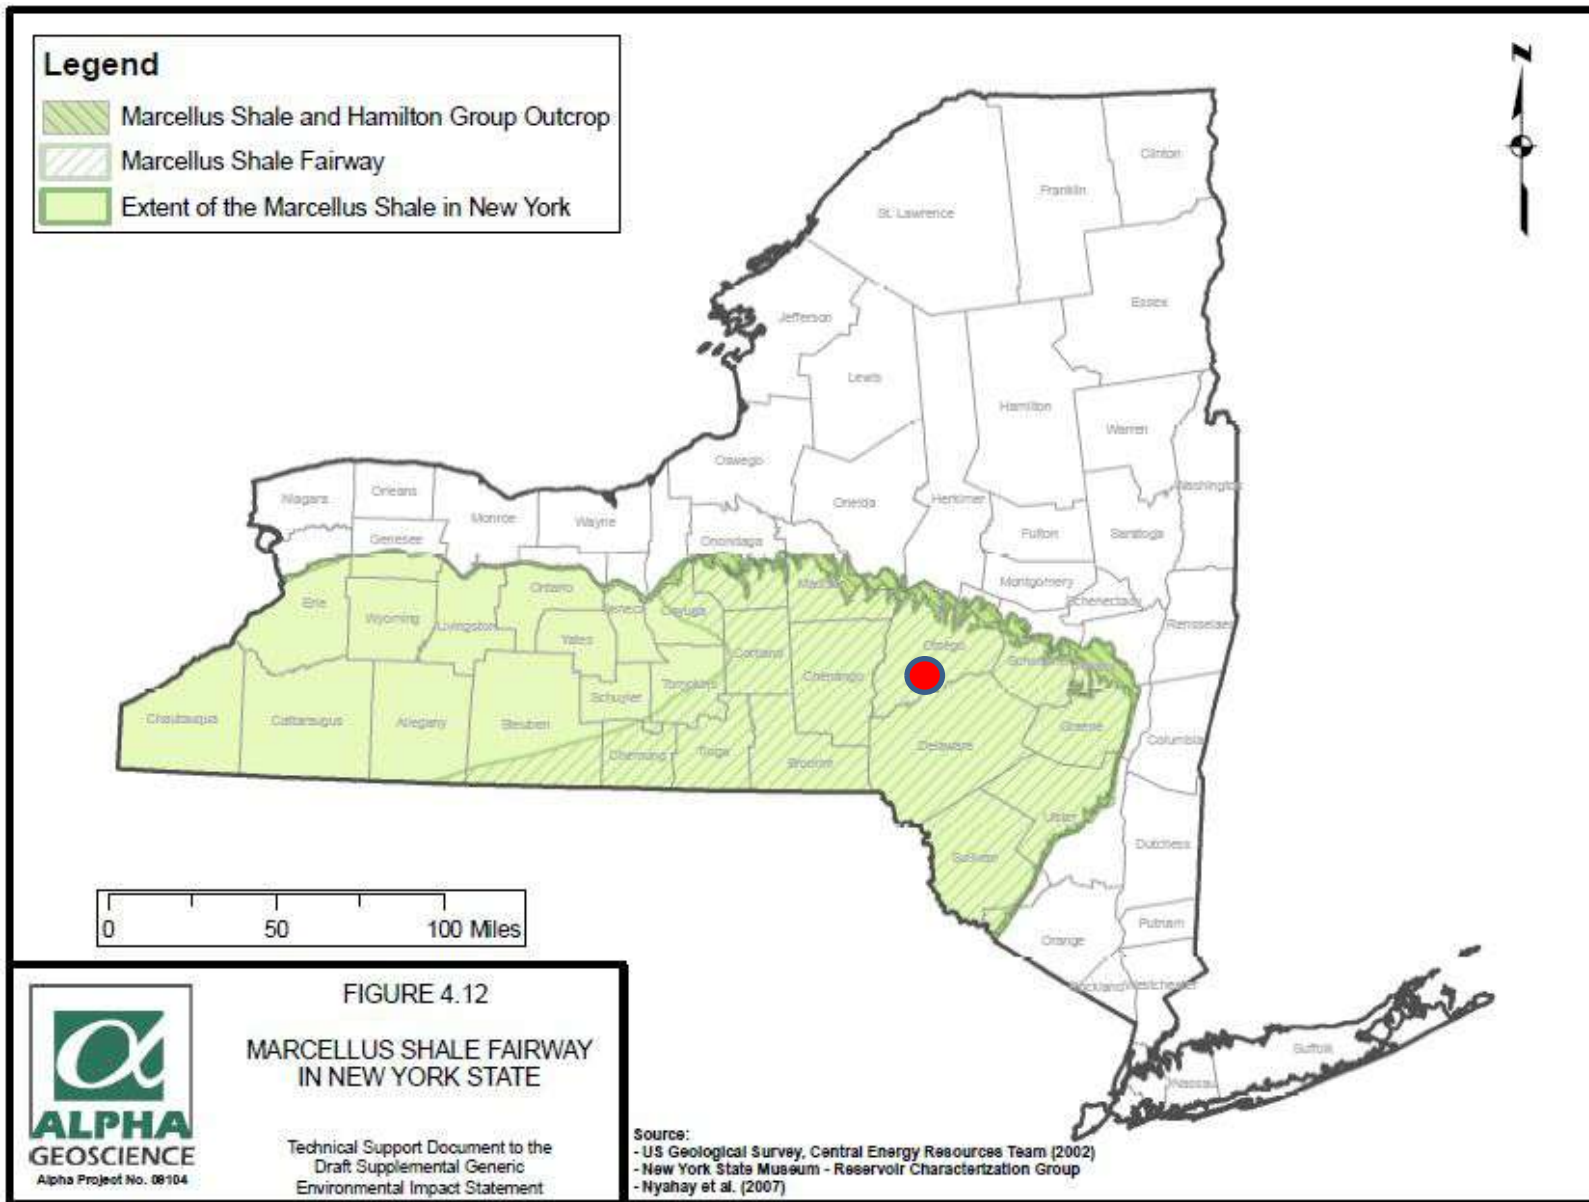 Legend
Marcellus Shale and Hamilton Group Outcrop
Marcellus Shale Fairway
Extent of the Marcellus Shale in New York
N
Clinton
Franklin
St. Lawrence
Essex
Jefferson
Lewis
Hamilton
Warren
Oswego
Washington
Oneida
Herkimer
Niagara
Orleans
Monroe
Wayne
Genesee
Onondaga
Fulton
Saratoga
Montgomery
Ontario
Erie
Wyoming
Livingston
Cayuga
Rensselaer
Yates
Otsego
Cortland
Chenango
Schuyler
Tompkins
Chautauqua
Cattaraugus
Allegany
Steuben
Greene
Columbia
Delaware
Chemung
Tioga
Broome
Ulster
Dutchess
Sullivan
Putnam
Orange
Rockland
Westchester
Suffolk
Nassau
0 50 100 Miles
FIGURE 4.12
MARCELLUS SHALE FAIRWAY
IN NEW YORK STATE
Technical Support Document to the
Draft Supplemental Generic
Environmental Impact Statement
α
ALPHA
GEOSCIENCE
Alpha Project No. 08104
Source:
- US Geological Survey, Central Energy Resources Team (2002)
- New York State Museum - Reservoir Characterization Group
- Nyahay et al. (2007)